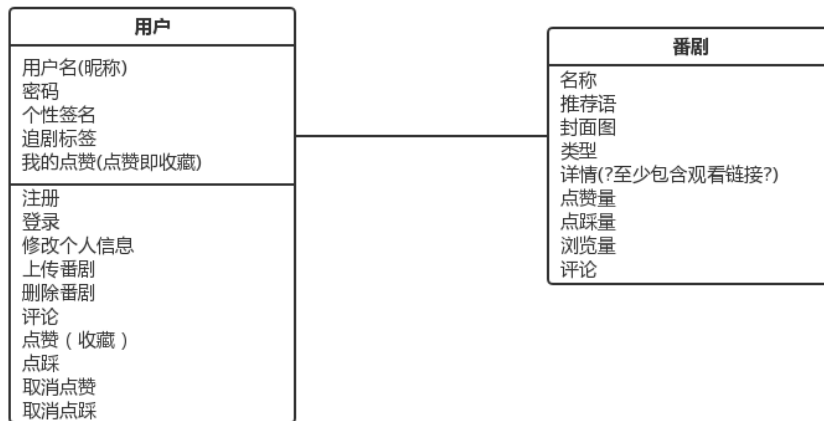 用户
用户名(昵称)
密码
个性签名
追剧标签
我的点赞(点赞即收藏)
注册
登录
修改个人信息
上传番剧
删除番剧
评论
点赞（收藏）
点踩
取消点赞
取消点踩
番剧
名称
推荐语
封面图
类型
详情(?至少包含观看链接?)
点赞量
点踩量
浏览量
评论